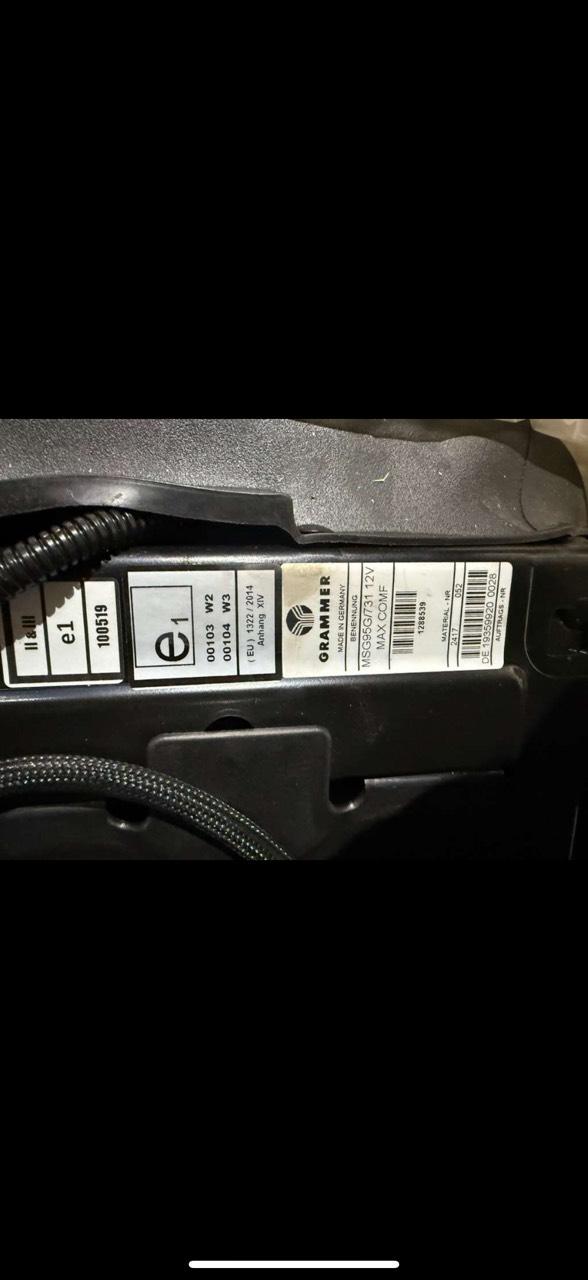 II & III
e1
100519
e1
00103 W2
00104 W3
(EU) 1322/2014
Anhang XIV
GRAMMER
MADE IN GERMANY
BENENNUNG
MSG95G/731 12V
MAX.COMF
1288539
MATERIAL - NR
2417 052
DE 19359620 0028
AUFTRAGS - NR